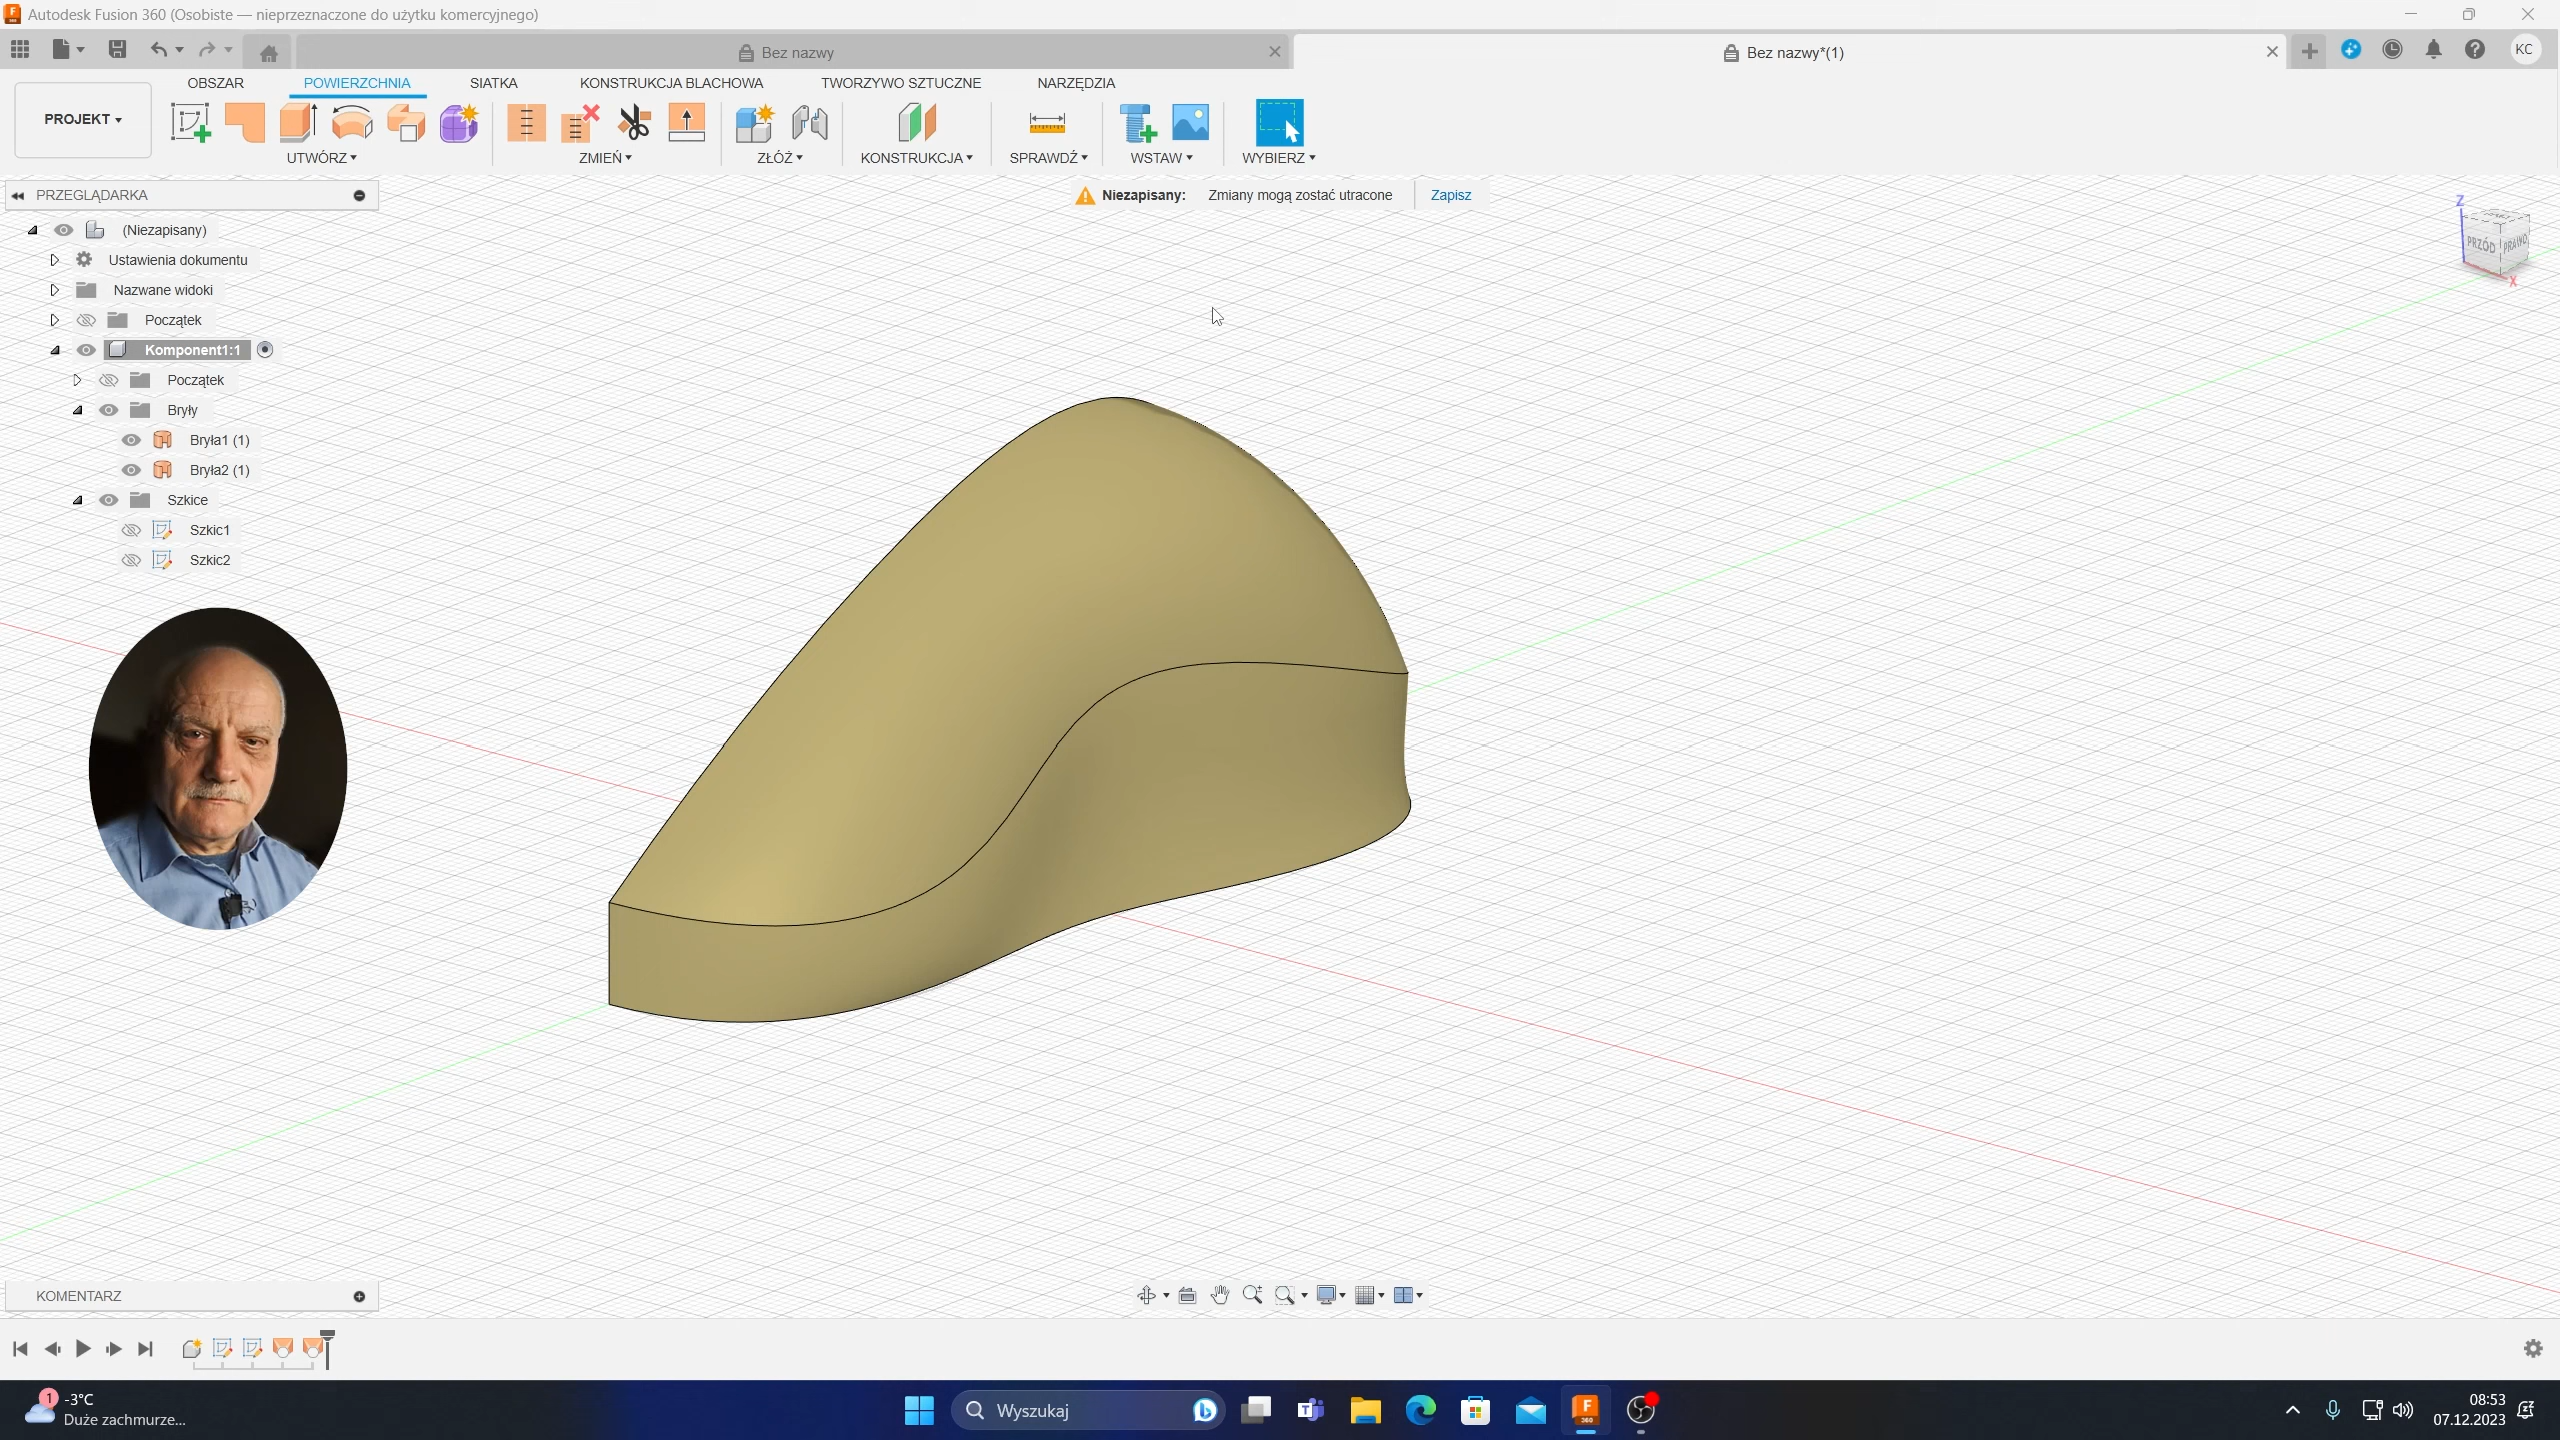 Autodesk Fusion 360 (Osobiste — nieprzeznaczone do użytku komercyjnego)
Bez nazwy
Bez nazwy*(1)
KC
PROJEKT
OBSZAR
POWIERZCHNIA
SIATKA
KONSTRUKCJA BLACHOWA
TWORZYWO SZTUCZNE
NARZĘDZIA
UTWÓRZ
ZMIEŃ
ZŁÓŻ
KONSTRUKCJA
SPRAWDŹ
WSTAW
WYBIERZ
PRZEGLĄDARKA
Niezapisany: Zmiany mogą zostać utracone Zapisz
(Niezapisany)
Ustawienia dokumentu
Nazwane widoki
Początek
Komponent1:1
Początek
Bryły
Bryła1 (1)
Bryła2 (1)
Szkice
Szkic1
Szkic2
Z
PRZÓD
PRAWO
X
KOMENTARZ
1
-3°C
Duże zachmurze...
Wyszukaj
F
360
08:53
07.12.2023